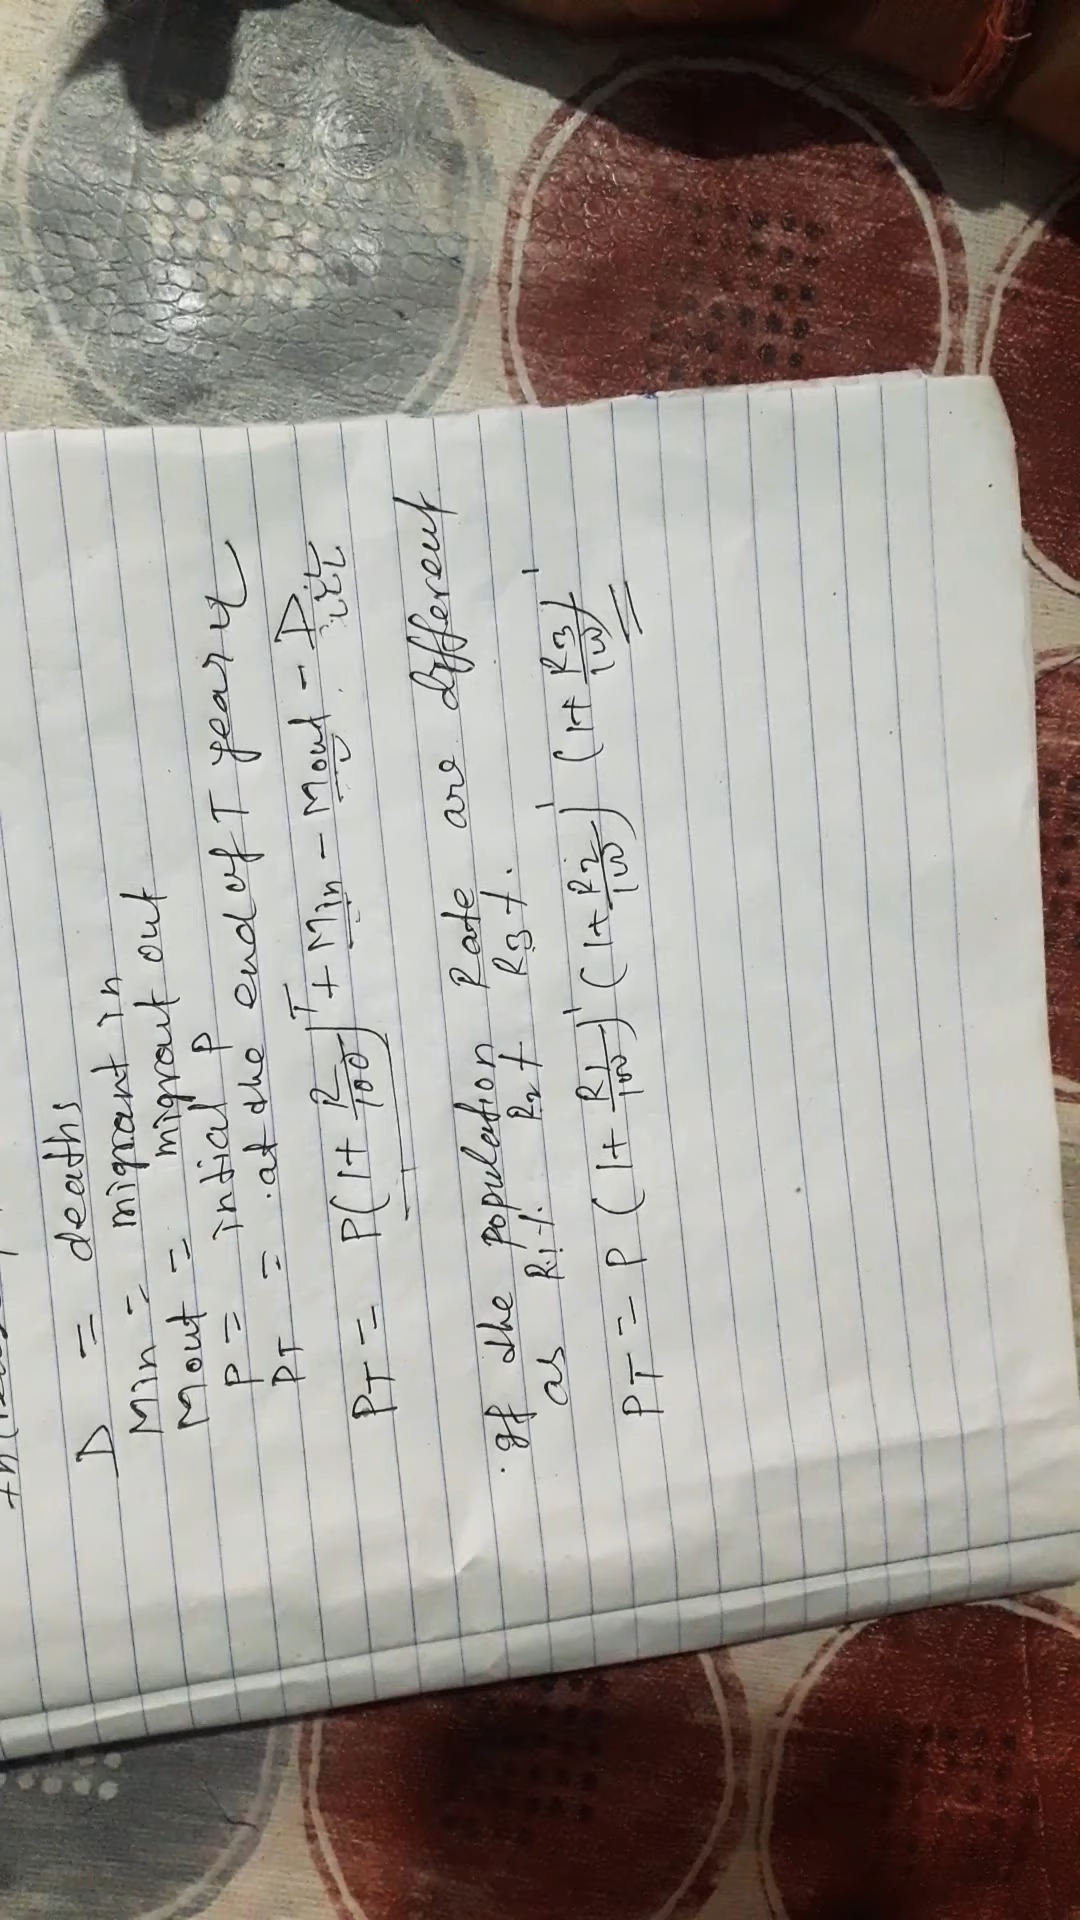 D = deaths
Min = migrant in
Mout = migrant out
P = intial P
PT = at the end of T year
PT = P(1+R/100)^T + Min - Mout - D
If the population Rate are different
as R1% R2% R3%.
PT = P (1+R1/100)^1 (1+R2/100)^1 (1+R3/100)^1